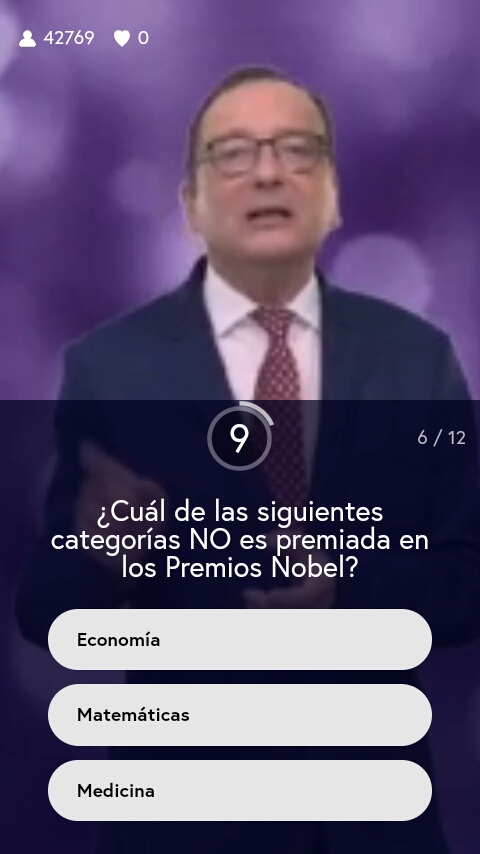 42769 0
9
6 / 12
¿Cuál de las siguientes
categorías NO es premiada en
los Premios Nobel?
Economía
Matemáticas
Medicina